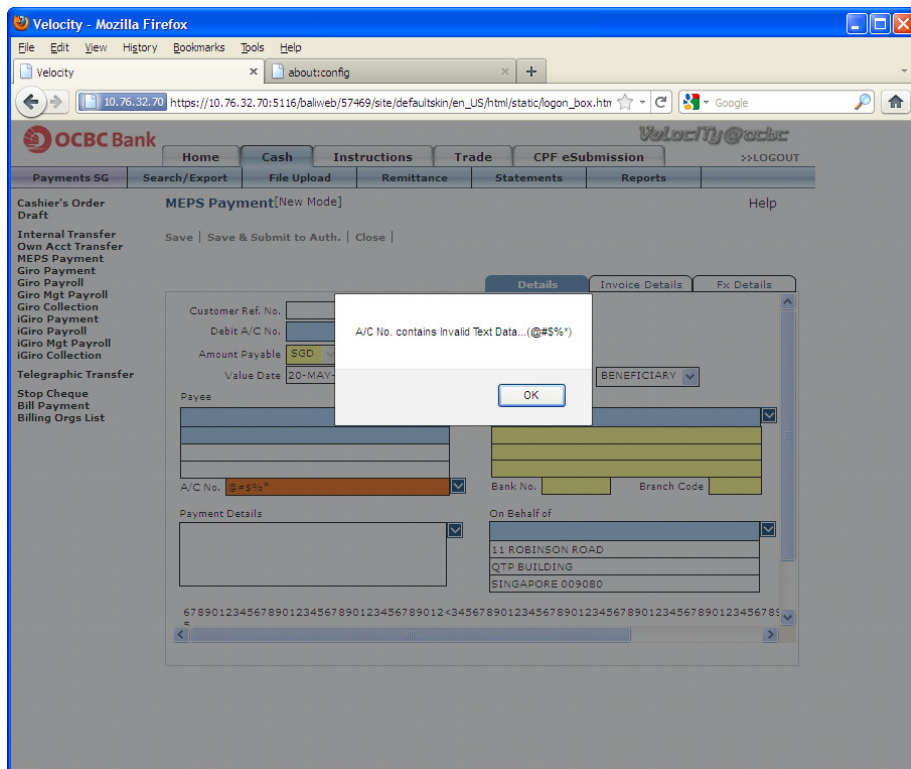 Velocity - Mozilla Firefox
File Edit View History Bookmarks Tools Help
Velocity about:config
10.76.32.70 https://10.76.32.70:5116/baliweb/57469/site/defaultskin/en_US/html/static/logon_box.htm Google
OCBC Bank
Velocity@ocbc
Home Cash Instructions Trade CPF eSubmission >>LOGOUT
Payments SG Search/Export File Upload Remittance Statements Reports
Cashier's Order
Draft
Internal Transfer
Own Acct Transfer
MEPS Payment
Giro Payment
Giro Payroll
Giro Mgt Payroll
Giro Collection
iGiro Payment
iGiro Payroll
iGiro Mgt Payroll
iGiro Collection
Telegraphic Transfer
Stop Cheque
Bill Payment
Billing Orgs List
MEPS Payment[New Mode] Help
Save | Save & Submit to Auth. | Close |
Details Invoice Details Fx Details
Customer Ref. No.
Debit A/C No.
Amount Payable SGD
Value Date 20-MAY- BENEFICIARY
A/C No. contains Invalid Text Data...(@#$%*)
OK
Payee
A/C No. @#$%* Bank No. Branch Code
Payment Details On Behalf of
11 ROBINSON ROAD
QTP BUILDING
SINGAPORE 009080
6789012345678901234567890123456789012<34567890123456789012345678901234567890123456789